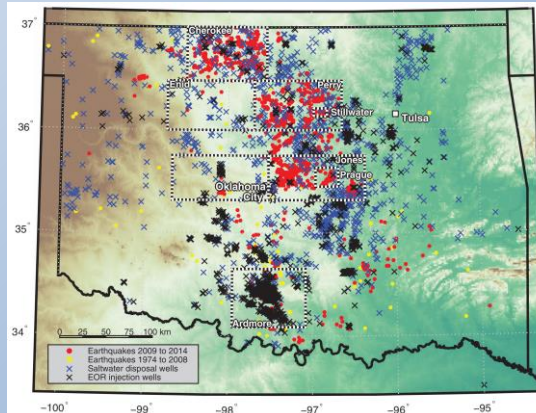 37°
Cherokee
Enid
Perry
Stillwater
Tulsa
36°
Jones
Prague
Oklahoma
City
35°
Ardmore
34°
0 50 100 km
Earthquakes 2009 to 2014
Earthquakes 1974 to 2008
Saltwater disposal wells
EOR injection wells
−100° −99° −98° −97° −96° −95°